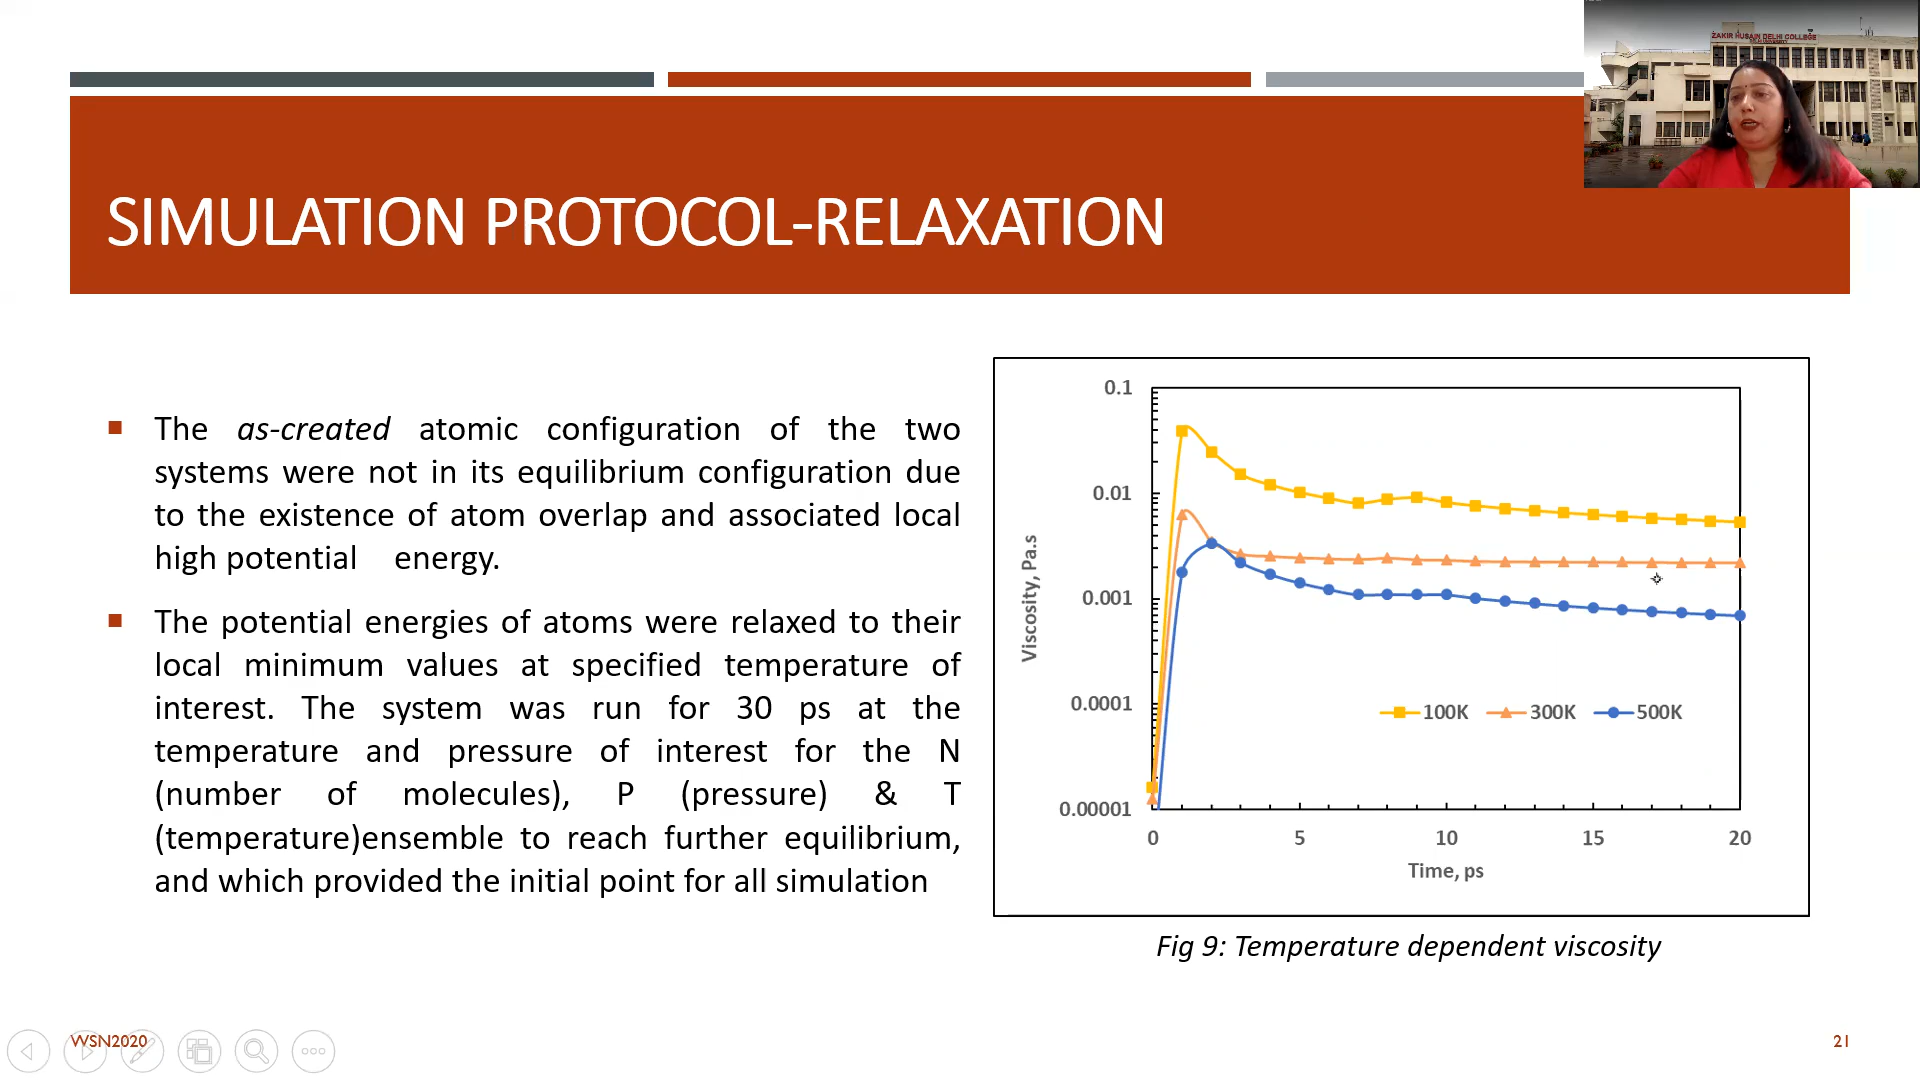 ZAKIR HUSAIN DELHI COLLEGE
SIMULATION PROTOCOL-RELAXATION
The as-created atomic configuration of the two
systems were not in its equilibrium configuration due
to the existence of atom overlap and associated local
high potential energy.
The potential energies of atoms were relaxed to their
local minimum values at specified temperature of
interest. The system was run for 30 ps at the
temperature and pressure of interest for the N
(number of molecules), P (pressure) & T
(temperature)ensemble to reach further equilibrium,
and which provided the initial point for all simulation
0.1
0.01
0.001
0.0001
0.00001
Viscosity, Pa.s
100K 300K 500K
0 5 10 15 20
Time, ps
Fig 9: Temperature dependent viscosity
WSN2020
21